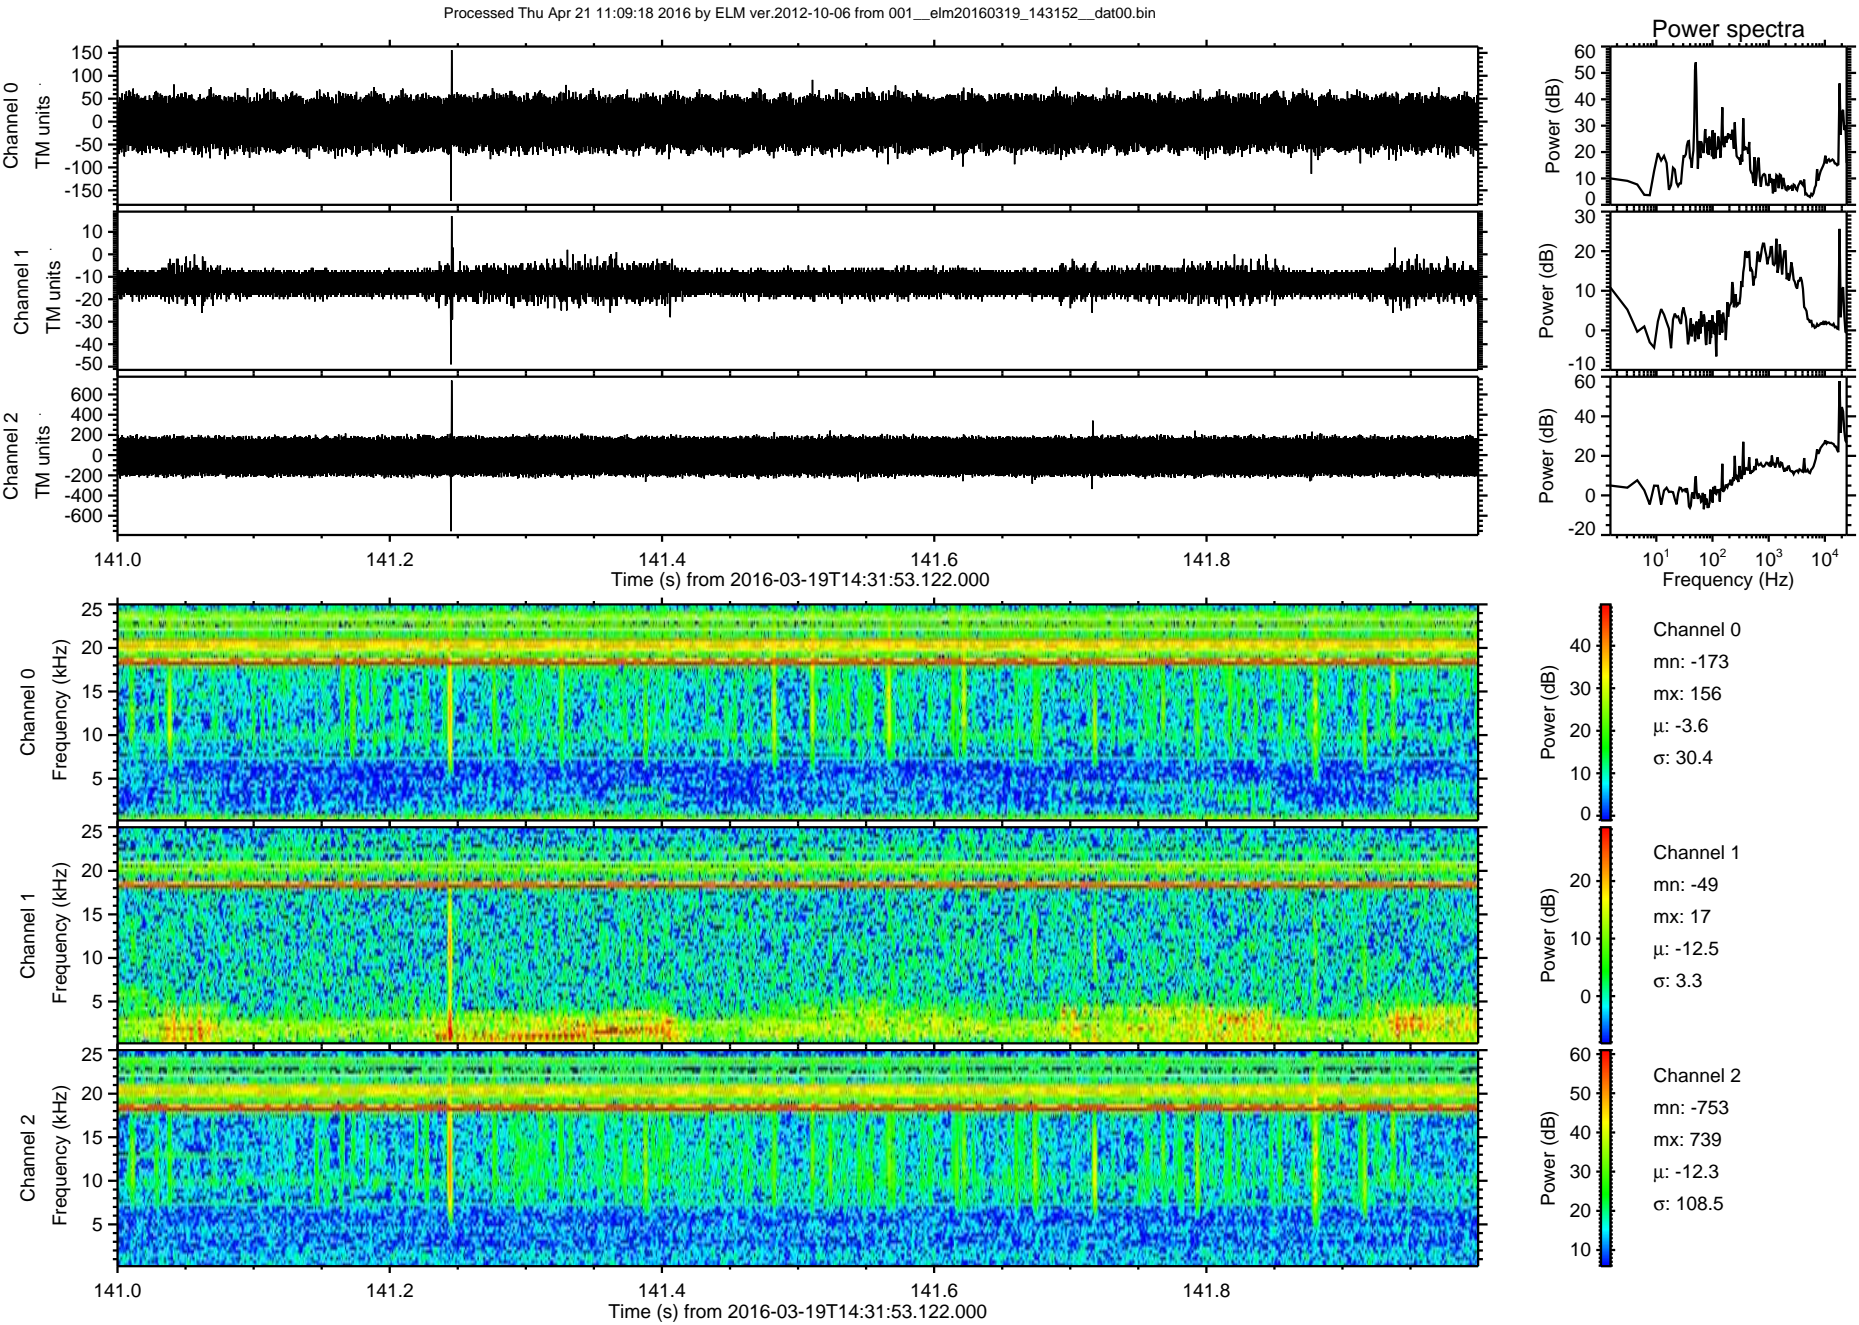 Processed Thu Apr 21 11:09:18 2016 by ELM ver.2012-10-06 from 001__elm20160319_143152__dat00.bin
Power spectra
Channel 0
TM units
150
100
50
0
-50
-100
-150
Power (dB)
60
50
40
30
20
10
0
Channel 1
TM units
10
0
-10
-20
-30
-40
-50
Power (dB)
30
20
10
0
-10
Channel 2
TM units
600
400
200
0
-200
-400
-600
Power (dB)
60
40
20
0
-20
141.0 141.2 141.4 141.6 141.8
Time (s) from 2016-03-19T14:31:53.122.000
10¹ 10² 10³ 10⁴
Frequency (Hz)
Channel 0
Frequency (kHz)
25
20
15
10
5
Power (dB)
40
30
20
10
0
Channel 0
mn: -173
mx: 156
μ: -3.6
σ: 30.4
Channel 1
Frequency (kHz)
25
20
15
10
5
Power (dB)
20
10
0
Channel 1
mn: -49
mx: 17
μ: -12.5
σ: 3.3
Channel 2
Frequency (kHz)
25
20
15
10
5
Power (dB)
60
50
40
30
20
10
Channel 2
mn: -753
mx: 739
μ: -12.3
σ: 108.5
141.0 141.2 141.4 141.6 141.8
Time (s) from 2016-03-19T14:31:53.122.000